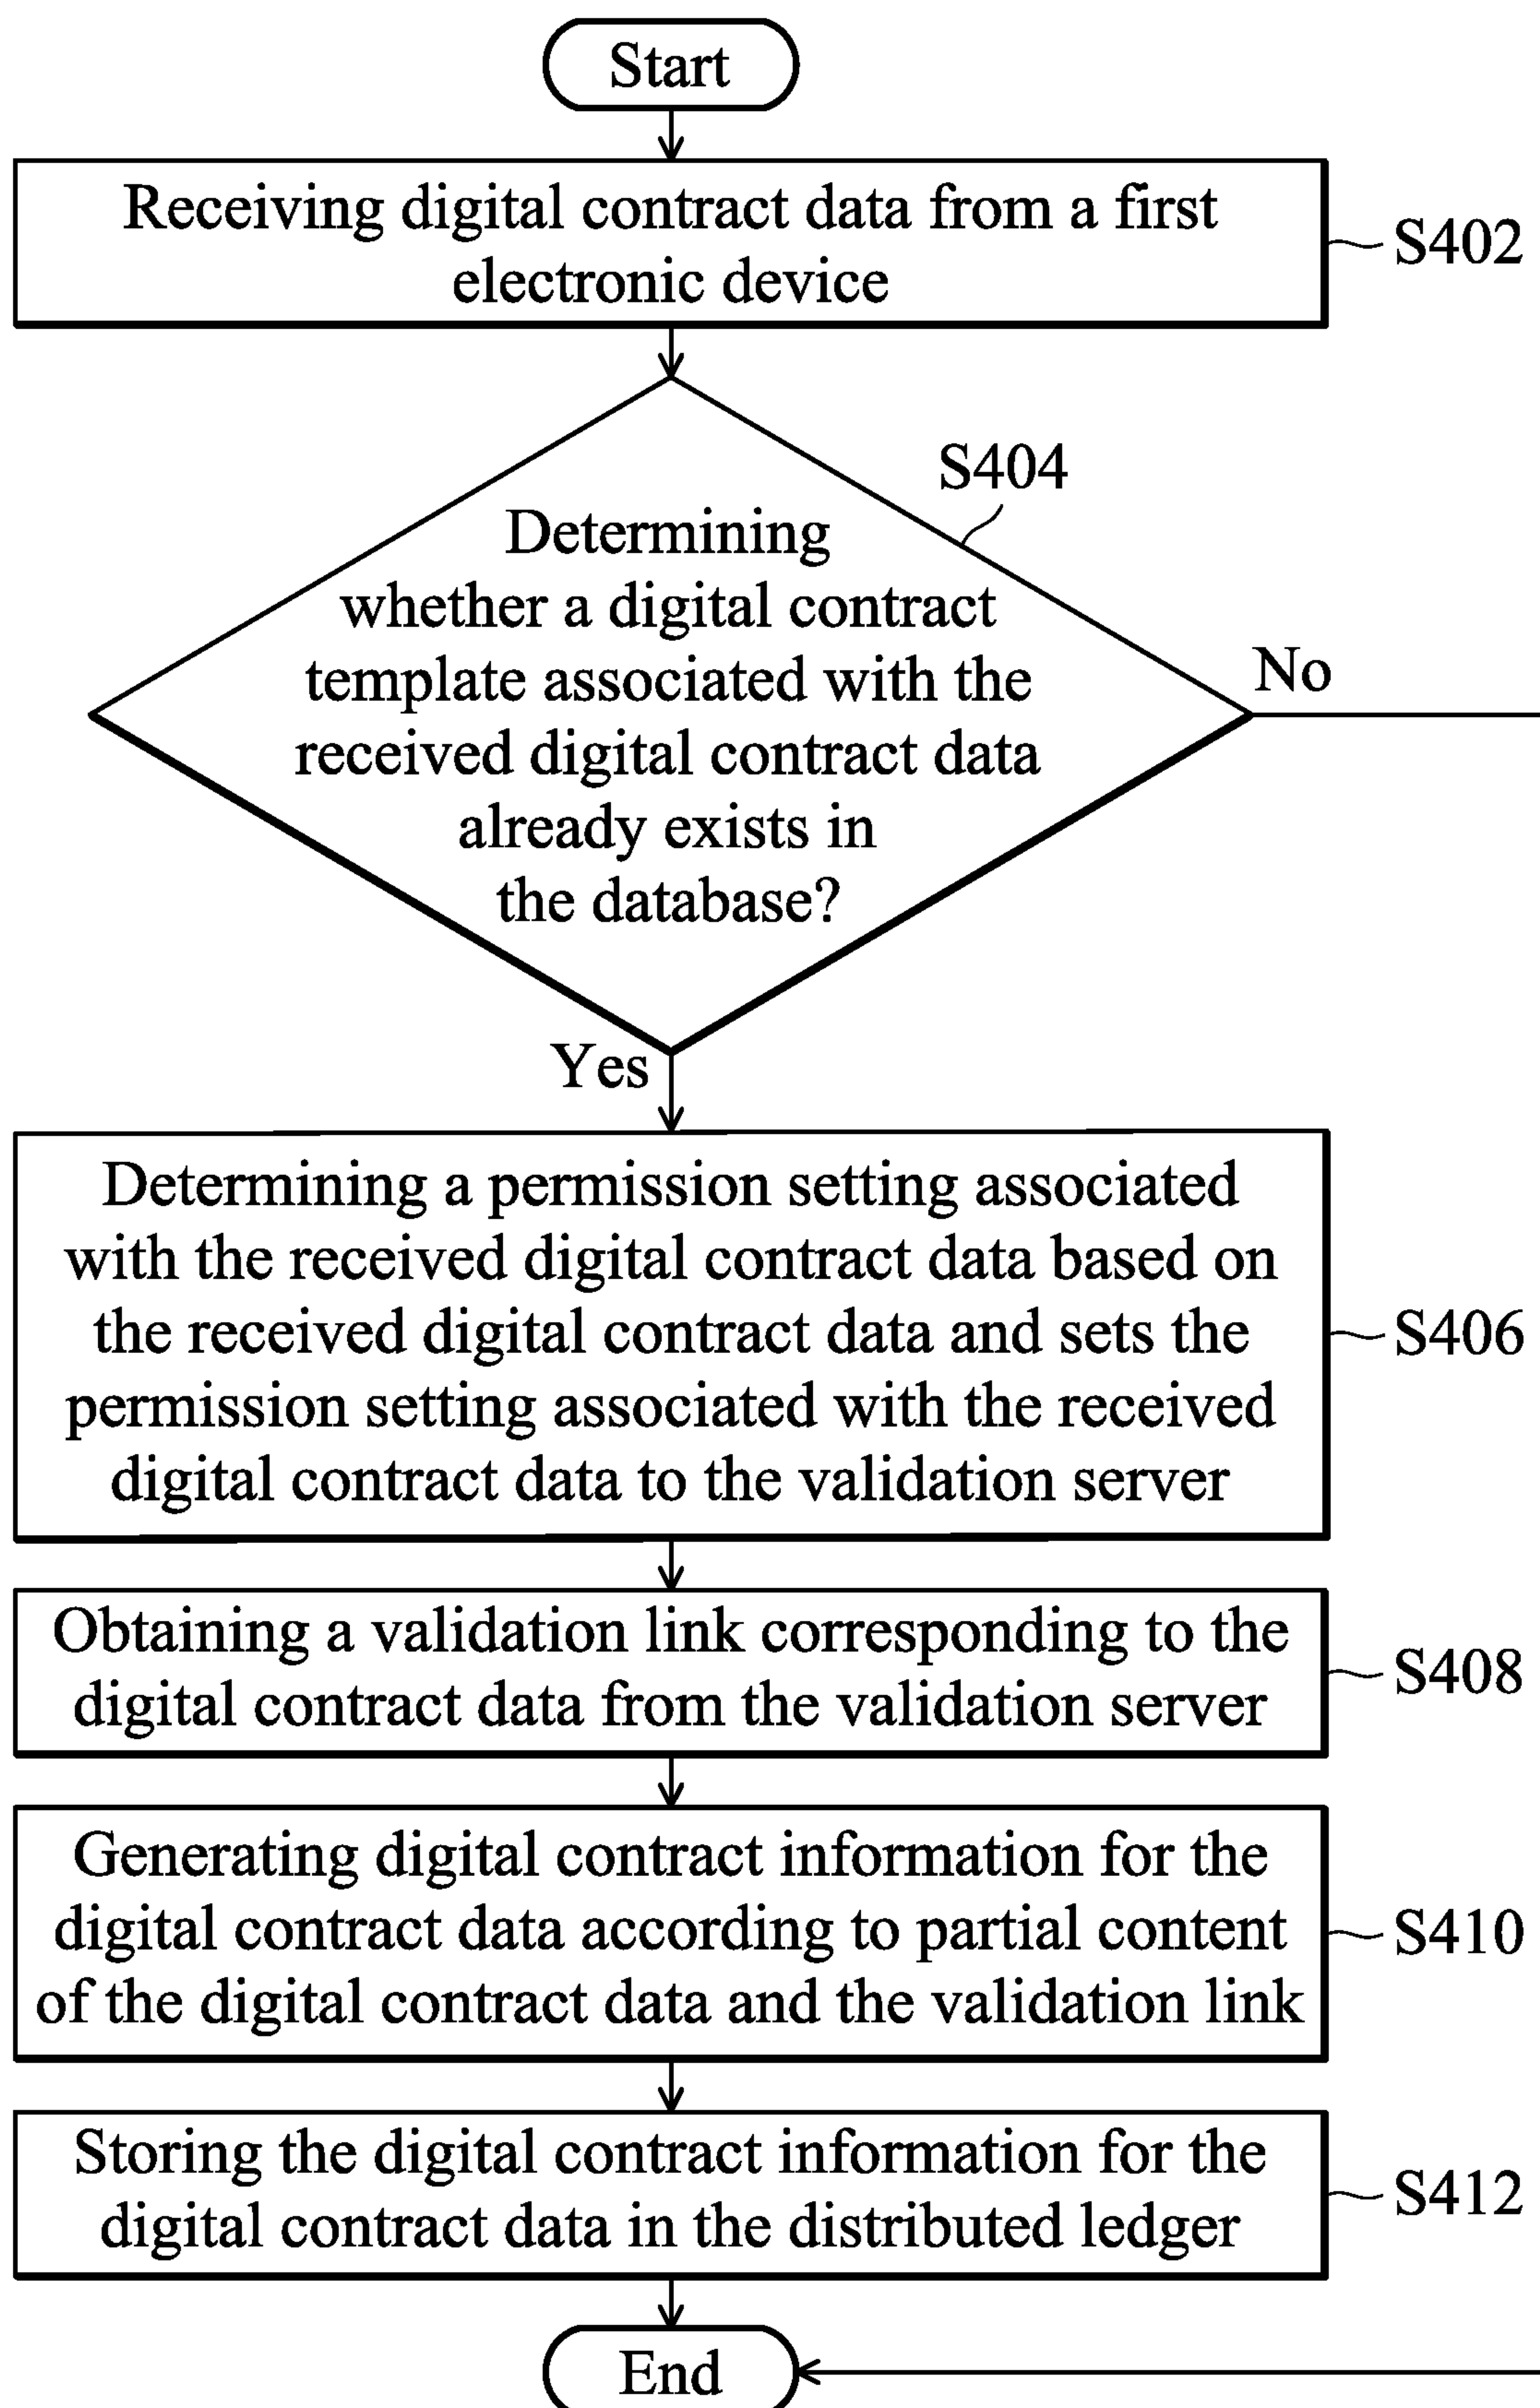 Start
Receiving digital contract data from a first
electronic device
S402
S404
Determining
whether a digital contract
template associated with the
received digital contract data
already exists in
the database?
No
Yes
Determining a permission setting associated
with the received digital contract data based on
the received digital contract data and sets the
permission setting associated with the received
digital contract data to the validation server
S406
Obtaining a validation link corresponding to the
digital contract data from the validation server
S408
Generating digital contract information for the
digital contract data according to partial content
of the digital contract data and the validation link
S410
Storing the digital contract information for the
digital contract data in the distributed ledger
S412
End